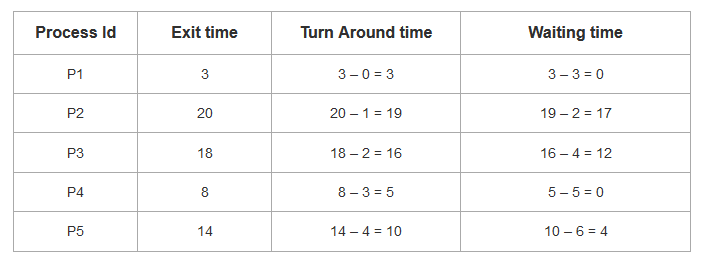 Process Id Exit time Turn Around time Waiting time
P1 3 3 – 0 = 3 3 – 3 = 0
P2 20 20 – 1 = 19 19 – 2 = 17
P3 18 18 – 2 = 16 16 – 4 = 12
P4 8 8 – 3 = 5 5 – 5 = 0
P5 14 14 – 4 = 10 10 – 6 = 4